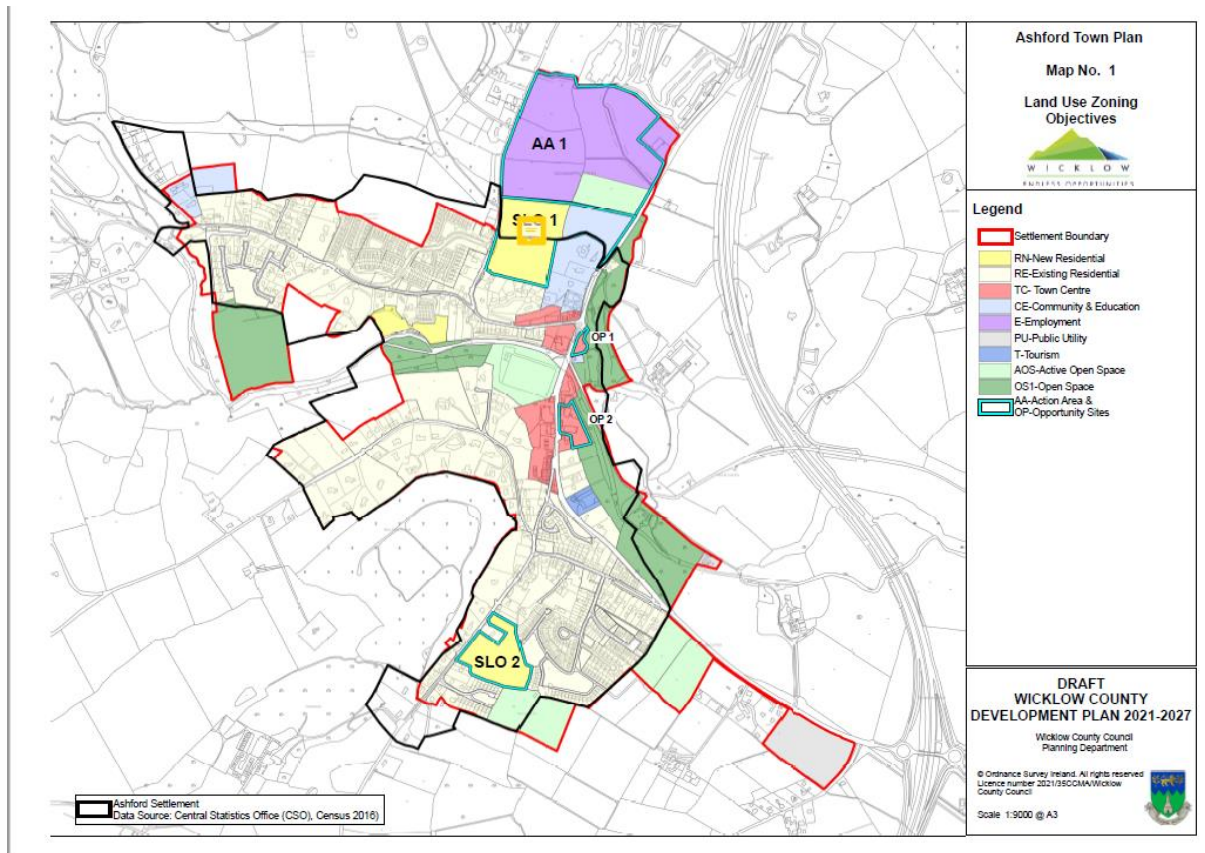 Ashford Town Plan
Map No. 1
Land Use Zoning
Objectives
WICKLOW
ENDLESS OPPORTUNITIES
Legend
Settlement Boundary
RN-New Residential
RE-Existing Residential
TC- Town Centre
CE-Community & Education
E-Employment
PU-Public Utility
T-Tourism
AOS-Active Open Space
OS1-Open Space
AA-Action Area &
OP-Opportunity Sites
AA 1
SLO 1
OP 1
OP 2
SLO 2
Ashford Settlement
Data Source: Central Statistics Office (CSO), Census 2016)
DRAFT
WICKLOW COUNTY
DEVELOPMENT PLAN 2021-2027
Wicklow County Council
Planning Department
© Ordnance Survey Ireland. All rights reserved
Licence number 2021/35CCMA/Wicklow
County Council
Scale 1:9000 @ A3